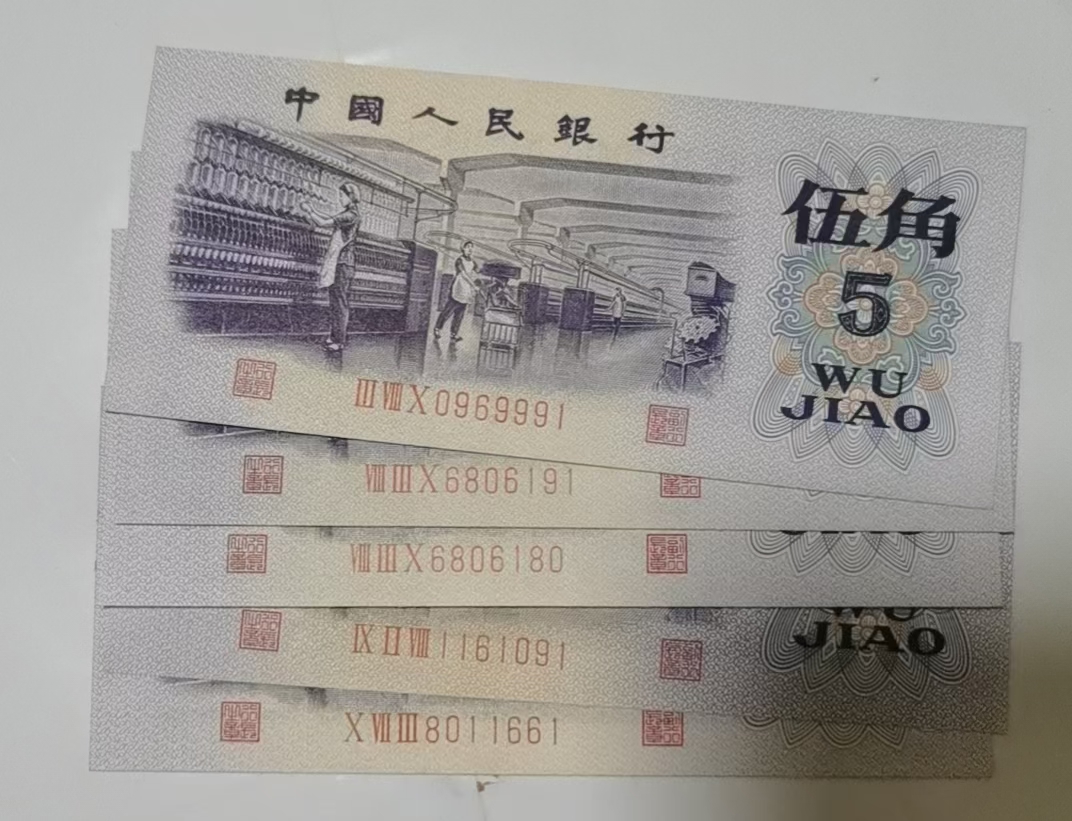 中國人民銀行
伍角
5
WU
JIAO
III VIII X 0969991
VIII III X 6806191
VIII III X 6806180
WU
JIAO
IX II VIII 1161091
X VII III 8011661